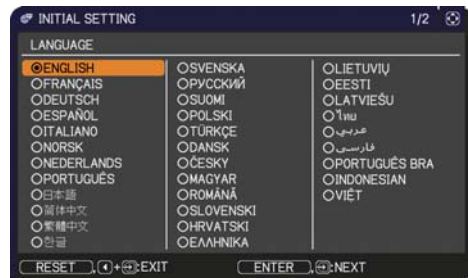 INITIAL SETTING 1/2
LANGUAGE
ENGLISH
FRANÇAIS
DEUTSCH
ESPAÑOL
ITALIANO
NORSK
NEDERLANDS
PORTUGUÊS
日本語
简体中文
繁體中文
한글
SVENSKA
РУССКИЙ
SUOMI
POLSKI
TÜRKÇE
DANSK
ČESKY
MAGYAR
ROMÂNĂ
SLOVENSKI
HRVATSKI
ΕΛΛΗΝΙΚΑ
LIETUVIŲ
EESTI
LATVIEŠU
ไทย
عربي
فارسی
PORTUGUÊS BRA
INDONESIAN
VIỆT
RESET , +:EXIT ENTER , :NEXT